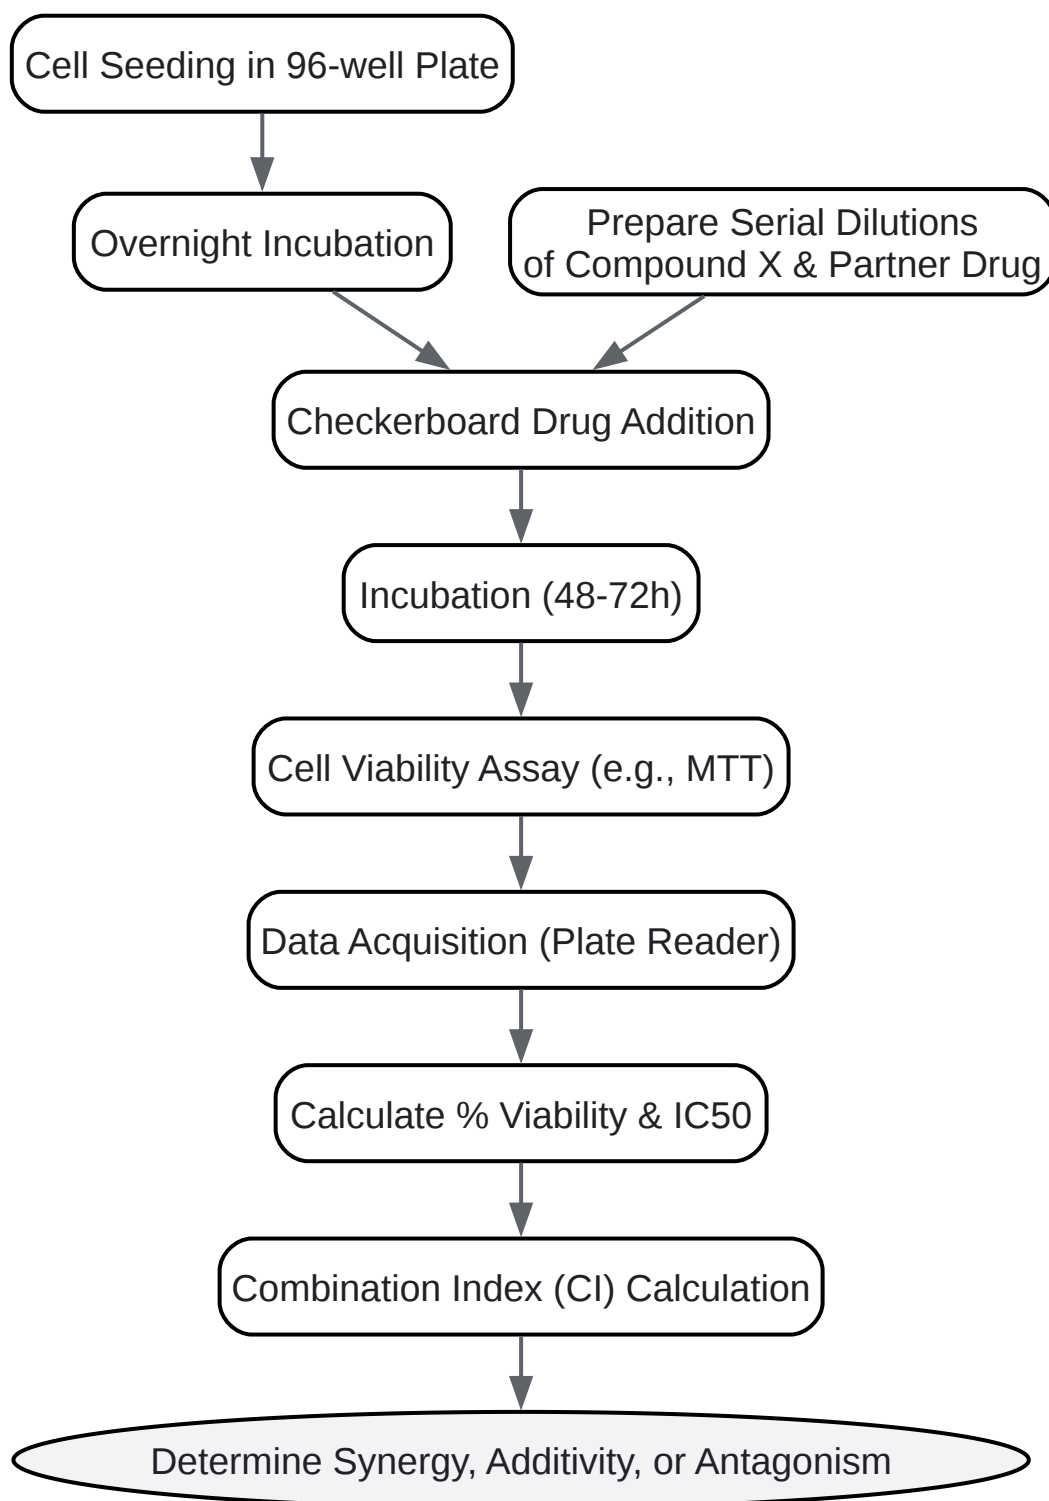 Cell Seeding in 96-well Plate
Overnight Incubation
Prepare Serial Dilutions
of Compound X & Partner Drug
Checkerboard Drug Addition
Incubation (48-72h)
Cell Viability Assay (e.g., MTT)
Data Acquisition (Plate Reader)
Calculate % Viability & IC50
Combination Index (CI) Calculation
Determine Synergy, Additivity, or Antagonism